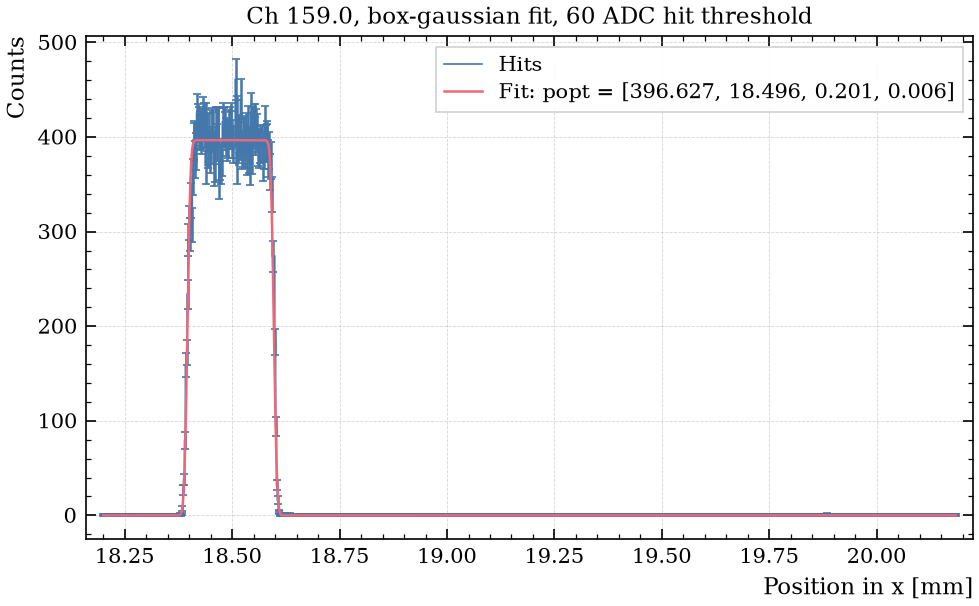 Ch 159.0, box-gaussian fit, 60 ADC hit threshold
Counts
500
400
300
200
100
0
Hits
Fit: popt = [396.627, 18.496, 0.201, 0.006]
18.25 18.50 18.75 19.00 19.25 19.50 19.75 20.00
Position in x [mm]